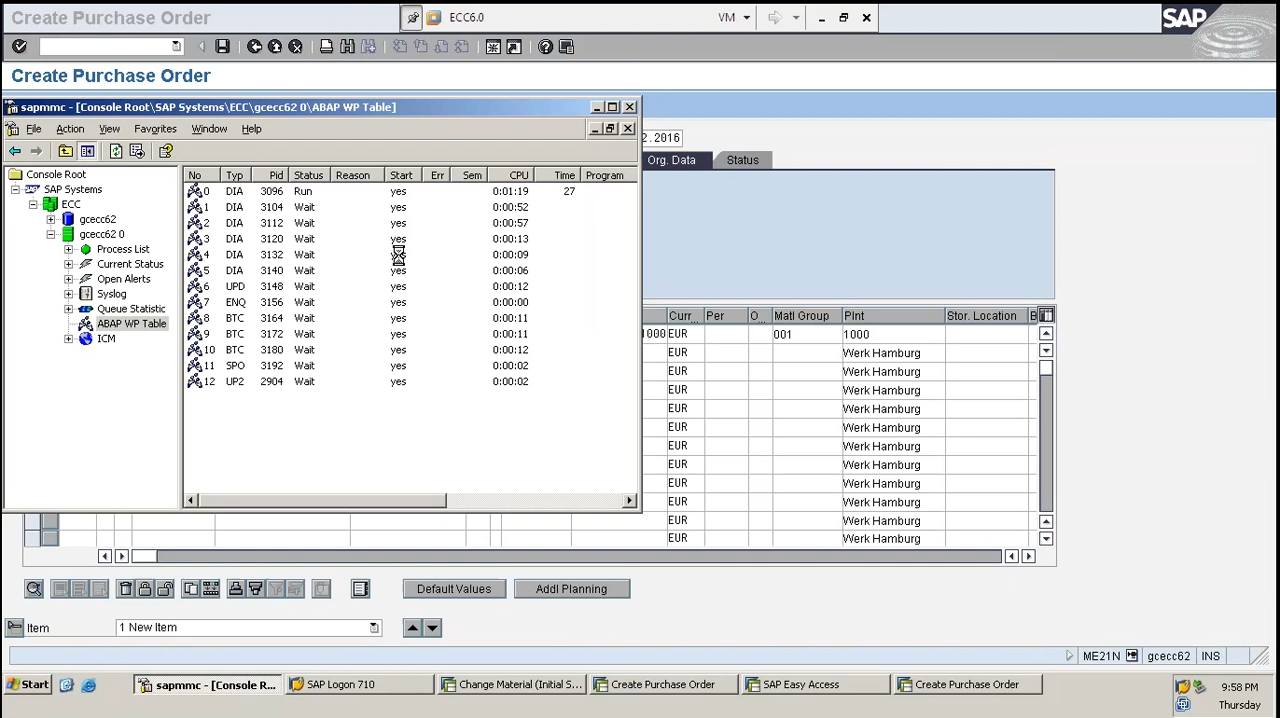 Create Purchase Order
ECC6.0
VM
SAP
Create Purchase Order
sapmmc - [Console Root\SAP Systems\ECC\gcecc62 0\ABAP WP Table]
File Action View Favorites Window Help
2.2016
Org. Data Status
Console Root
SAP Systems
ECC
gcecc62
gcecc62 0
Process List
Current Status
Open Alerts
Syslog
Queue Statistic
ABAP WP Table
ICM
No Typ Pid Status Reason Start Err Sem CPU Time Program
0 DIA 3096 Run yes 0:01:19 27
1 DIA 3104 Wait yes 0:00:52
2 DIA 3112 Wait yes 0:00:57
3 DIA 3120 Wait yes 0:00:13
4 DIA 3132 Wait yes 0:00:09
5 DIA 3140 Wait yes 0:00:06
6 UPD 3148 Wait yes 0:00:12
7 ENQ 3156 Wait yes 0:00:00
8 BTC 3164 Wait yes 0:00:11
9 BTC 3172 Wait yes 0:00:11
10 BTC 3180 Wait yes 0:00:12
11 SPO 3192 Wait yes 0:00:02
12 UP2 2904 Wait yes 0:00:02
Curr... Per O... Matl Group Plnt Stor. Location B
1000 EUR 001 1000
EUR Werk Hamburg
EUR Werk Hamburg
EUR Werk Hamburg
EUR Werk Hamburg
EUR Werk Hamburg
EUR Werk Hamburg
EUR Werk Hamburg
EUR Werk Hamburg
EUR Werk Hamburg
EUR Werk Hamburg
EUR Werk Hamburg
Default Values Addl Planning
Item 1 New Item
ME21N gcecc62 INS
Start sapmmc - [Console R... SAP Logon 710 Change Material (Initial S... Create Purchase Order SAP Easy Access Create Purchase Order 9:58 PM
Thursday